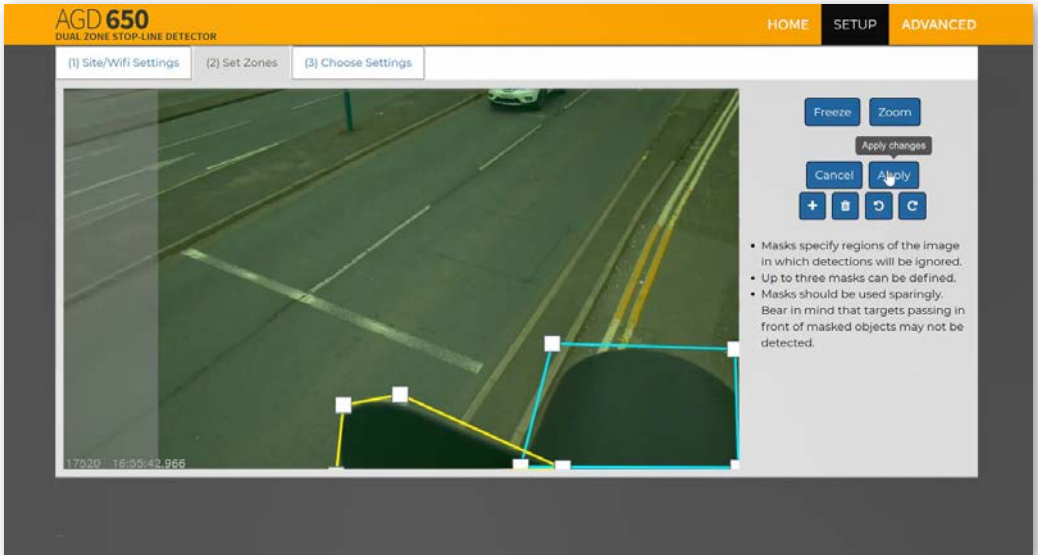 AGD 650
DUAL ZONE STOP-LINE DETECTOR
HOME SETUP ADVANCED
(1) Site/Wifi Settings (2) Set Zones (3) Choose Settings
Freeze Zoom
Apply changes
Cancel Apply
• Masks specify regions of the image
in which detections will be ignored.
• Up to three masks can be defined.
• Masks should be used sparingly.
Bear in mind that targets passing in
front of masked objects may not be
detected.
17520 16:55:42.966